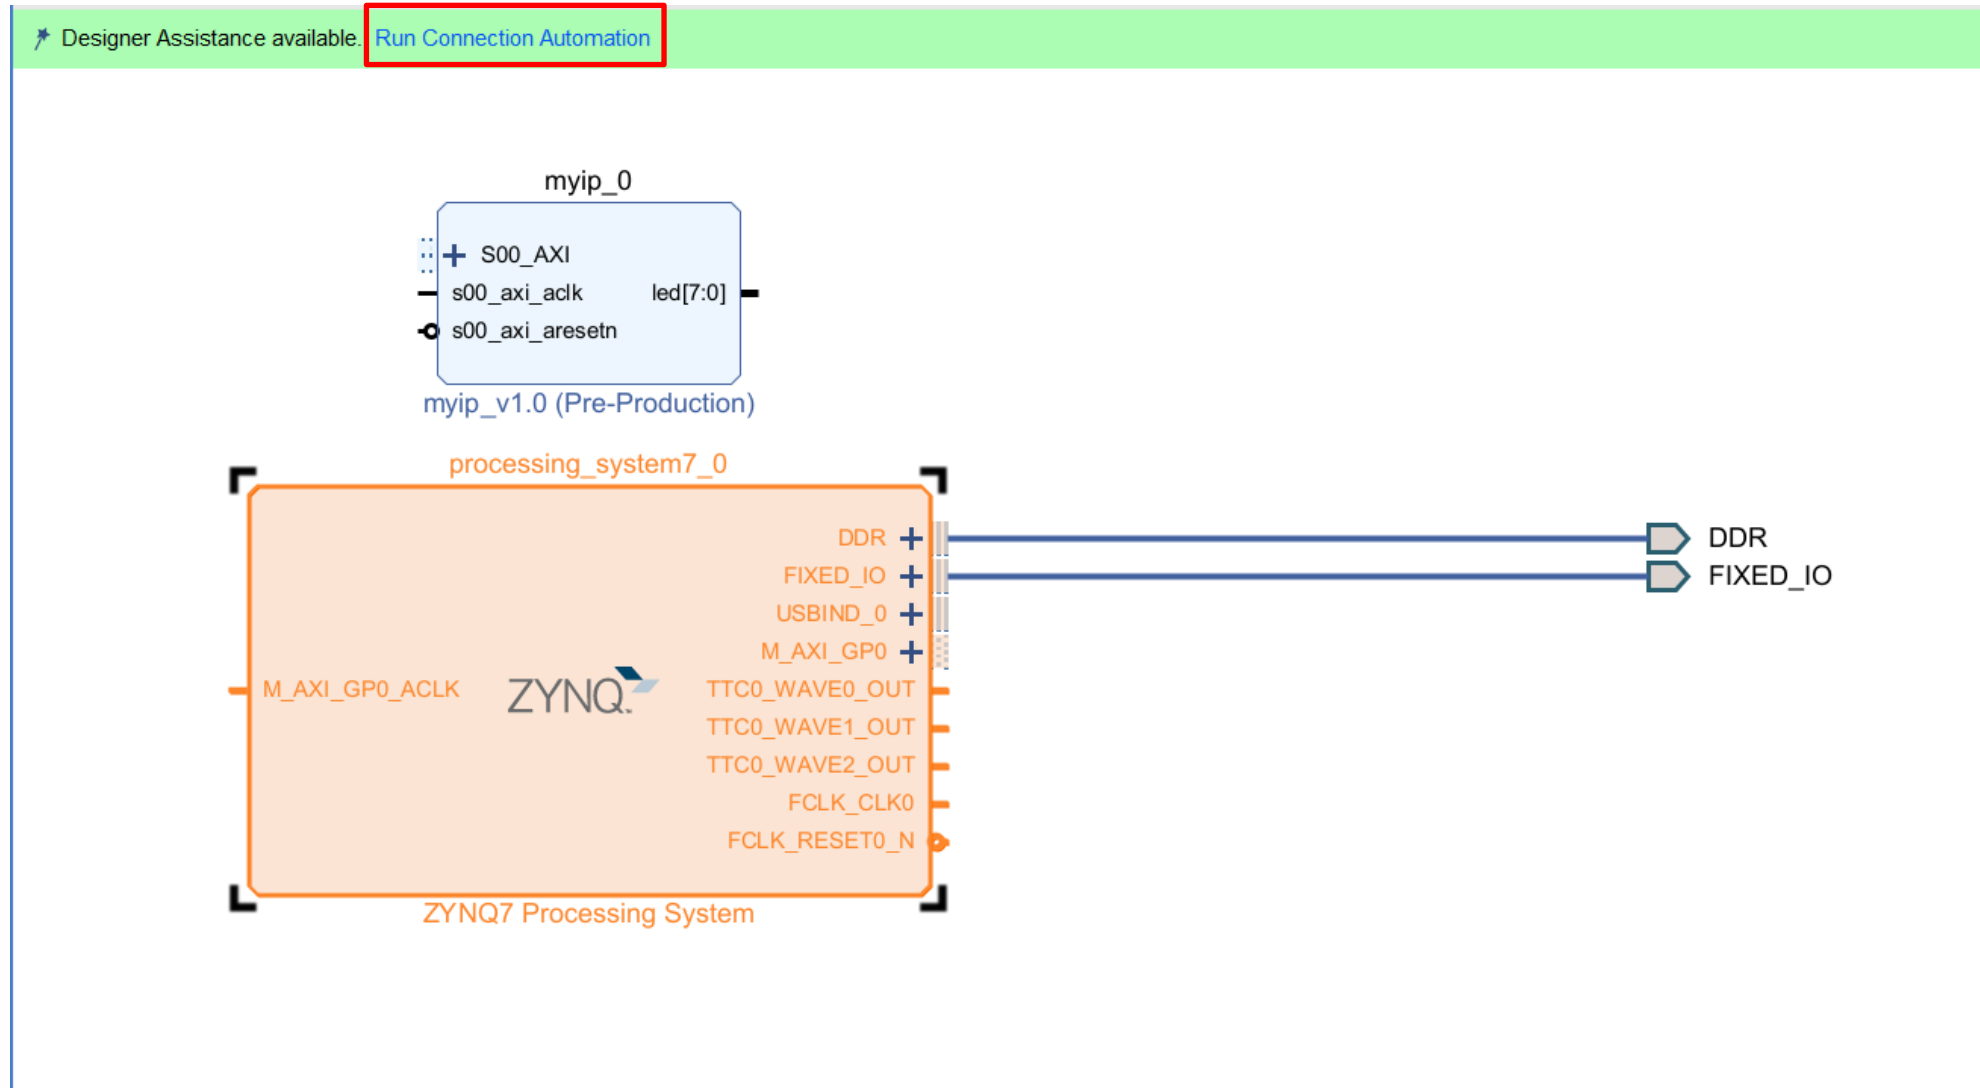 Designer Assistance available. Run Connection Automation
myip_0
S00_AXI
s00_axi_aclk led[7:0]
s00_axi_aresetn
myip_v1.0 (Pre-Production)
processing_system7_0
DDR DDR
FIXED_IO FIXED_IO
USBIND_0
M_AXI_GP0
M_AXI_GP0_ACLK ZYNQ TTC0_WAVE0_OUT
TTC0_WAVE1_OUT
TTC0_WAVE2_OUT
FCLK_CLK0
FCLK_RESET0_N
ZYNQ7 Processing System